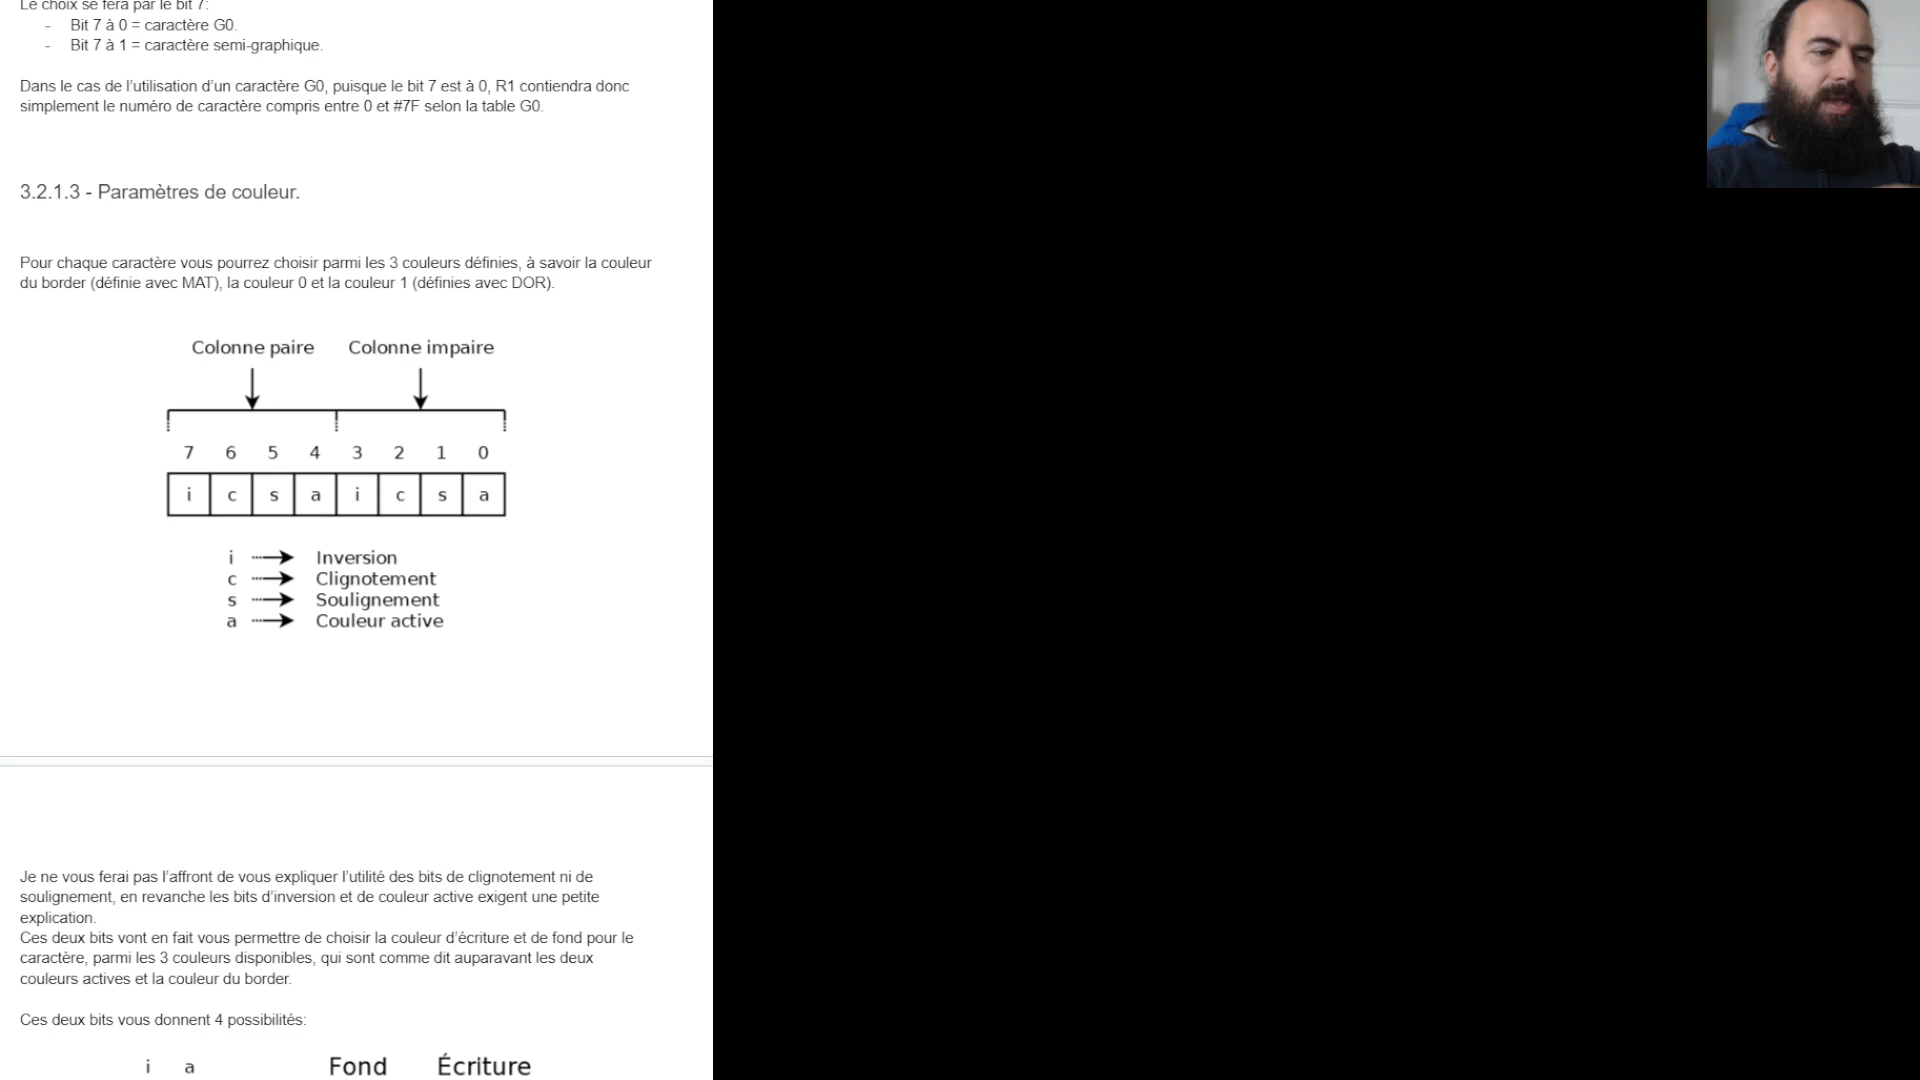 Le choix se fera par le bit 7:
- Bit 7 à 0 = caractère G0.
- Bit 7 à 1 = caractère semi-graphique.
Dans le cas de l’utilisation d’un caractère G0, puisque le bit 7 est à 0, R1 contiendra donc
simplement le numéro de caractère compris entre 0 et #7F selon la table G0.
3.2.1.3 - Paramètres de couleur.
Pour chaque caractère vous pourrez choisir parmi les 3 couleurs définies, à savoir la couleur
du border (définie avec MAT), la couleur 0 et la couleur 1 (définies avec DOR).
Colonne paire Colonne impaire
7 6 5 4 3 2 1 0
i c s a i c s a
i Inversion
c Clignotement
s Soulignement
a Couleur active
Je ne vous ferai pas l’affront de vous expliquer l’utilité des bits de clignotement ni de
soulignement, en revanche les bits d’inversion et de couleur active exigent une petite
explication.
Ces deux bits vont en fait vous permettre de choisir la couleur d’écriture et de fond pour le
caractère, parmi les 3 couleurs disponibles, qui sont comme dit auparavant les deux
couleurs actives et la couleur du border.
Ces deux bits vous donnent 4 possibilités:
i a Fond Écriture